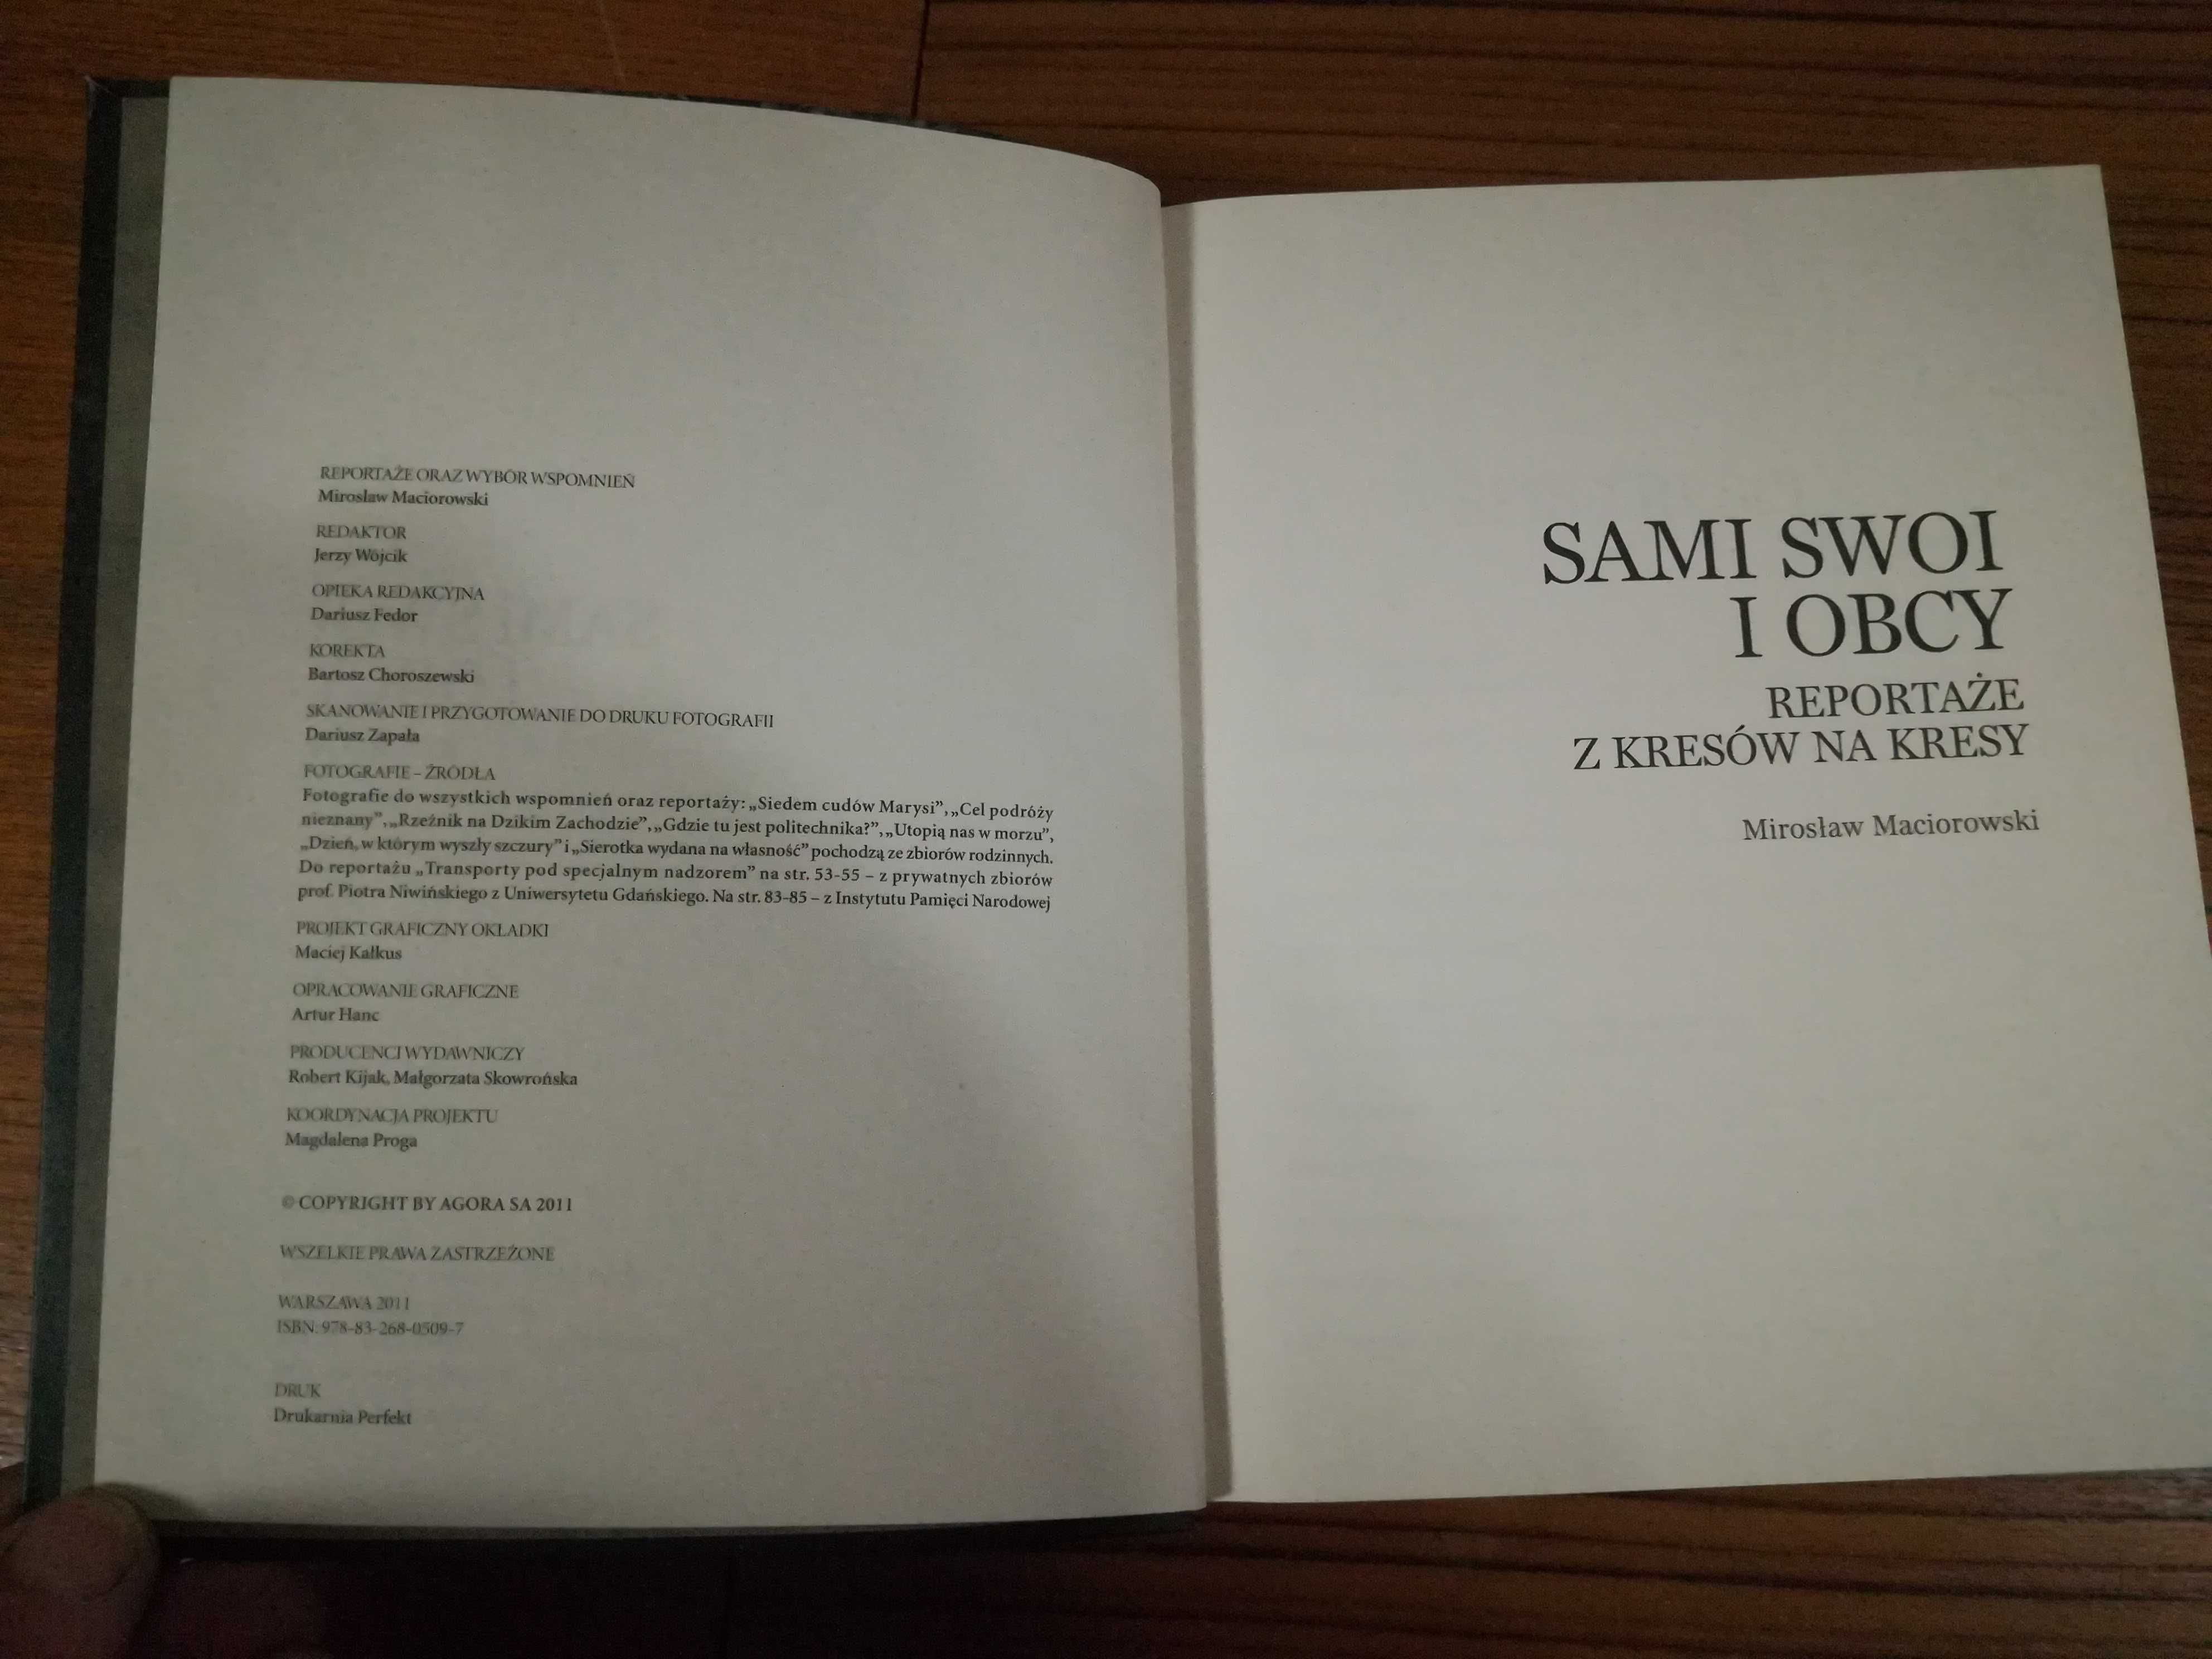 REPORTAŻE ORAZ WYBÓR WSPOMNIEŃ
Mirosław Maciorowski
REDAKTOR
Jerzy Wójcik
OPIEKA REDAKCYJNA
Dariusz Fedor
KOREKTA
Bartosz Choroszewski
SKANOWANIE I PRZYGOTOWANIE DO DRUKU FOTOGRAFII
Dariusz Zapała
FOTOGRAFIE – ŹRÓDŁA
Fotografie do wszystkich wspomnień oraz reportaży: „Siedem cudów Marysi”, „Cel podróży
nieznany”, „Rzeźnik na Dzikim Zachodzie”, „Gdzie tu jest politechnika?”, „Utopią nas w morzu”,
„Dzień, w którym wyszły szczury” i „Sierotka wydana na własność” pochodzą ze zbiorów rodzinnych.
Do reportażu „Transporty pod specjalnym nadzorem” na str. 53-55 – z prywatnych zbiorów
prof. Piotra Niwińskiego z Uniwersytetu Gdańskiego. Na str. 83-85 – z Instytutu Pamięci Narodowej
PROJEKT GRAFICZNY OKŁADKI
Maciej Kałkus
OPRACOWANIE GRAFICZNE
Artur Hanc
PRODUCENCI WYDAWNICZY
Robert Kijak, Małgorzata Skowrońska
KOORDYNACJA PROJEKTU
Magdalena Proga
© COPYRIGHT BY AGORA SA 2011
WSZELKIE PRAWA ZASTRZEŻONE
WARSZAWA 2011
ISBN: 978-83-268-0509-7
DRUK
Drukarnia Perfekt
SAMI SWOI
I OBCY
REPORTAŻE
Z KRESÓW NA KRESY
Mirosław Maciorowski